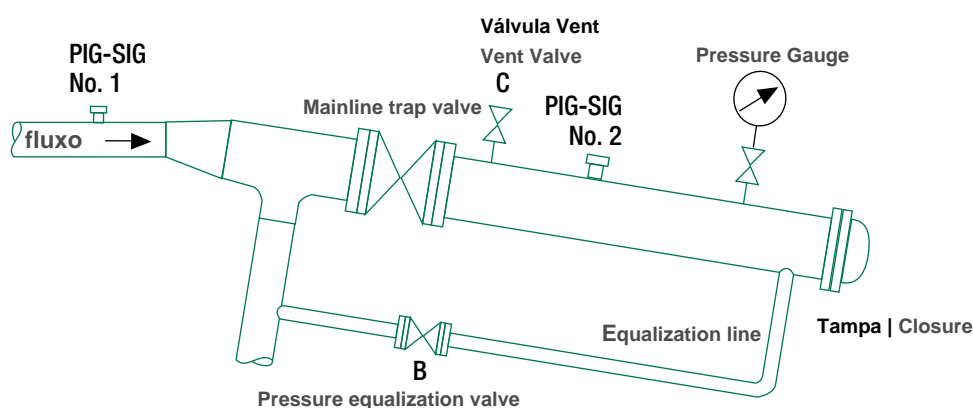 Válvula Vent
Vent Valve
C
PIG-SIG
No. 1
Pressure Gauge
Mainline trap valve
PIG-SIG
No. 2
fluxo
Equalization line
Tampa | Closure
B
Pressure equalization valve